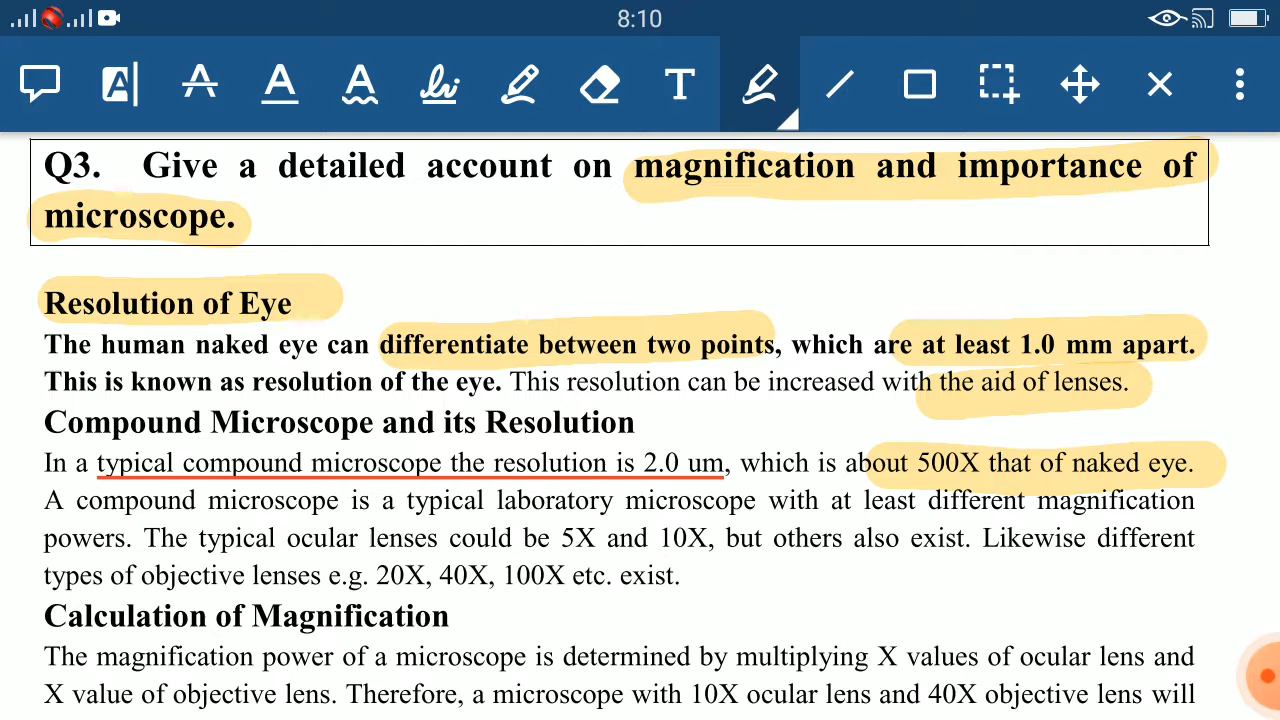 8:10
A A A T
Q3. Give a detailed account on magnification and importance of
microscope.
Resolution of Eye
The human naked eye can differentiate between two points, which are at least 1.0 mm apart.
This is known as resolution of the eye. This resolution can be increased with the aid of lenses.
Compound Microscope and its Resolution
In a typical compound microscope the resolution is 2.0 um, which is about 500X that of naked eye.
A compound microscope is a typical laboratory microscope with at least different magnification
powers. The typical ocular lenses could be 5X and 10X, but others also exist. Likewise different
types of objective lenses e.g. 20X, 40X, 100X etc. exist.
Calculation of Magnification
The magnification power of a microscope is determined by multiplying X values of ocular lens and
X value of objective lens. Therefore, a microscope with 10X ocular lens and 40X objective lens will